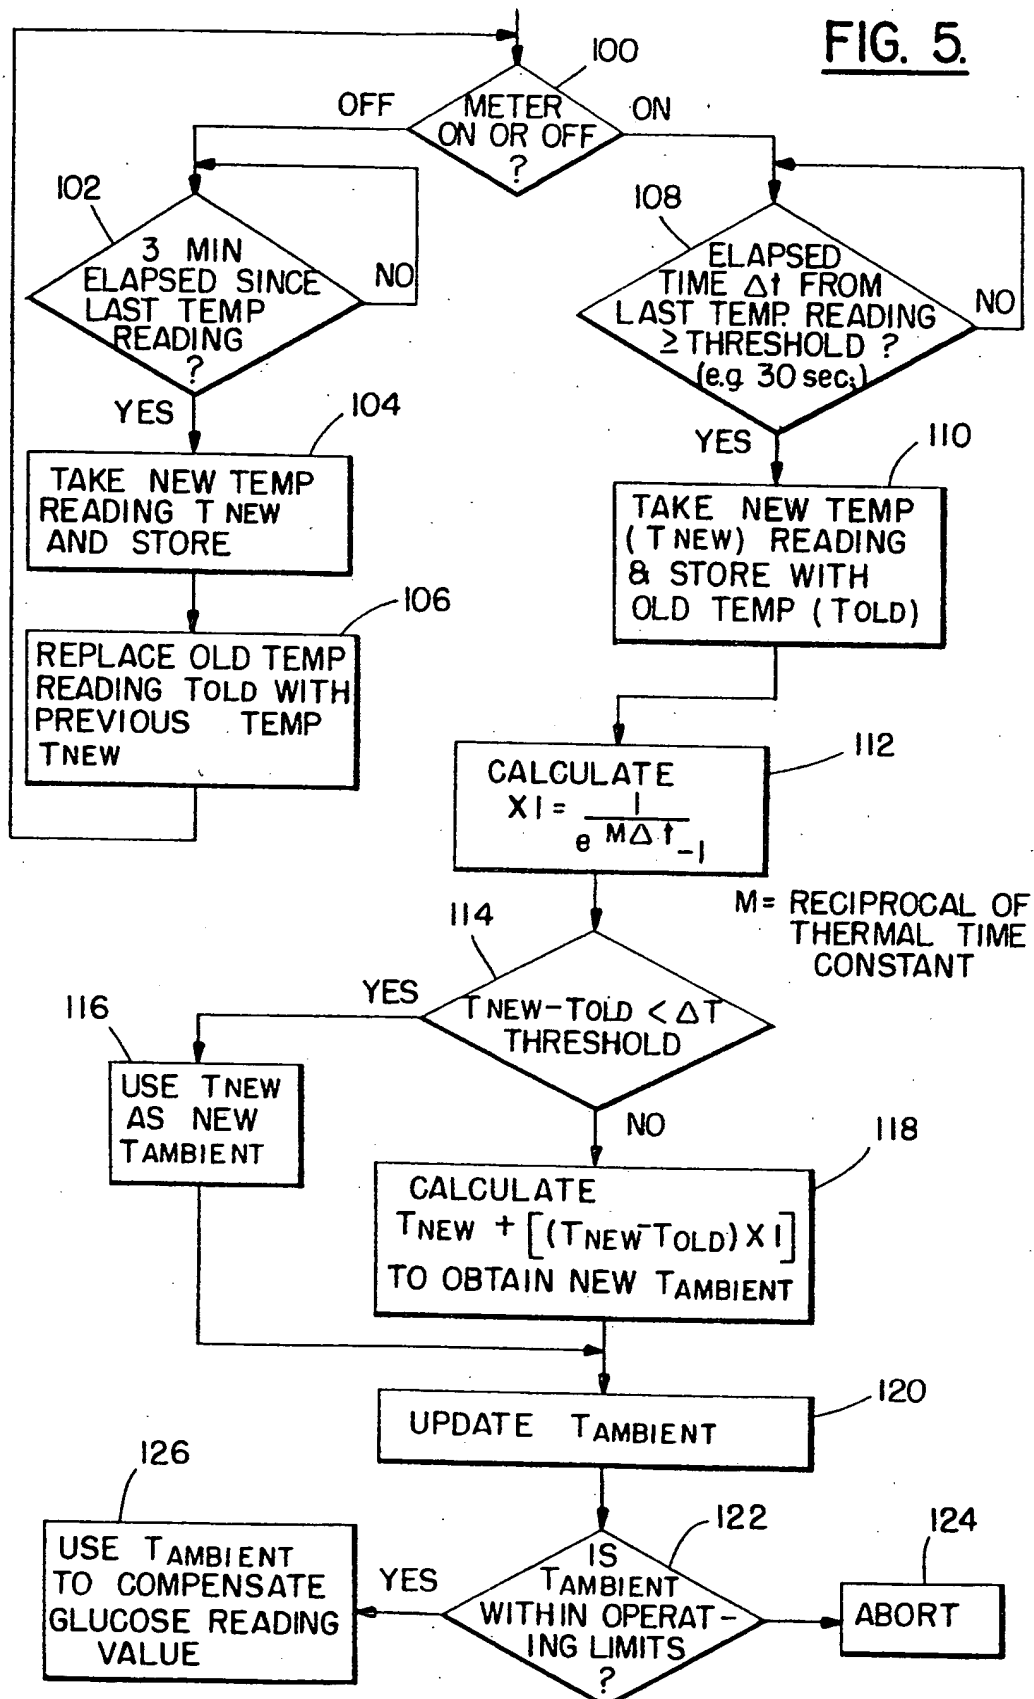 FIG. 5.
100
METER
ON OR OFF
?
OFF
ON
102
3 MIN
ELAPSED SINCE
LAST TEMP
READING
?
NO
YES
104
TAKE NEW TEMP
READING TNEW
AND STORE
106
REPLACE OLD TEMP
READING TOLD WITH
PREVIOUS TEMP
TNEW
108
ELAPSED
TIME Δt FROM
LAST TEMP. READING
≥ THRESHOLD ?
(e.g 30 sec.)
NO
YES
110
TAKE NEW TEMP
(TNEW) READING
& STORE WITH
OLD TEMP (TOLD)
112
CALCULATE
X1 = 1
e MΔt -1
M = RECIPROCAL OF
THERMAL TIME
CONSTANT
114
TNEW-TOLD < ΔT
THRESHOLD
YES
NO
116
USE TNEW
AS NEW
TAMBIENT
118
CALCULATE
TNEW + [(TNEW-TOLD) X1]
TO OBTAIN NEW TAMBIENT
120
UPDATE TAMBIENT
122
IS
TAMBIENT
WITHIN OPERAT-
ING LIMITS
?
YES
124
ABORT
126
USE TAMBIENT
TO COMPENSATE
GLUCOSE READING
VALUE